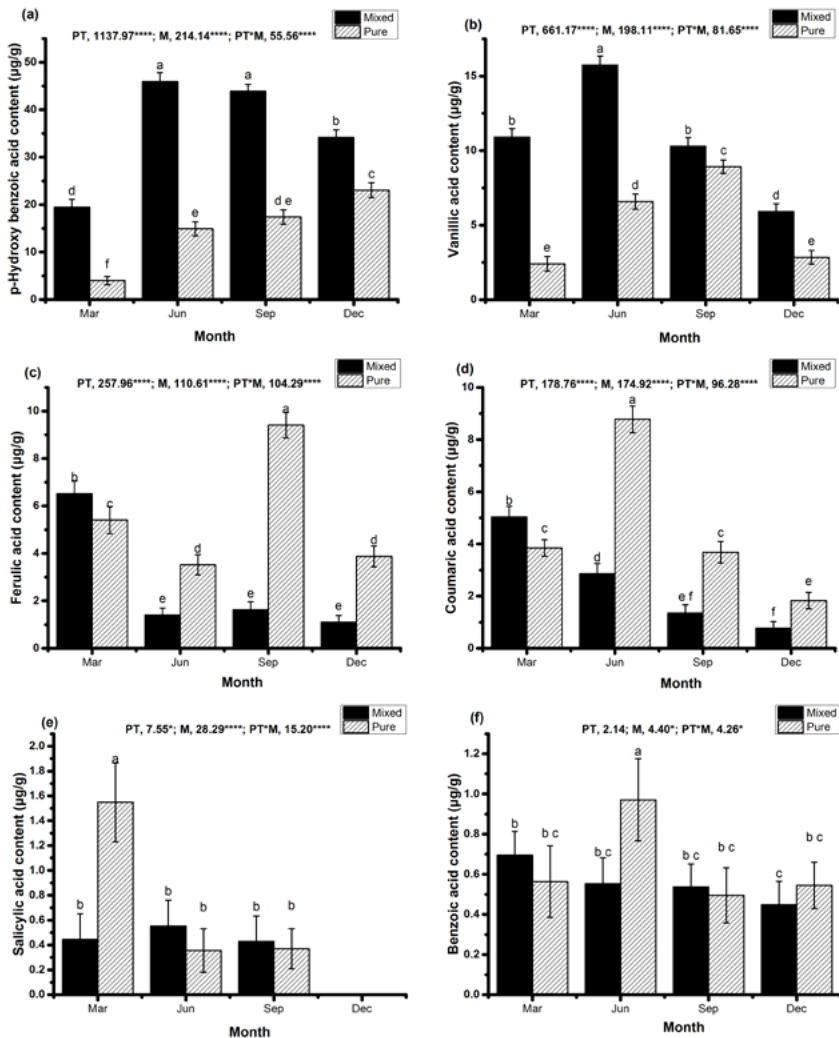 (a)
PT, 1137.97****; M, 214.14****; PT*M, 55.56****
Mixed
Pure
p-Hydroxy benzoic acid content (μg/g)
50
40
30
20
10
0
d
f
a
e
a
d e
b
c
Mar
Jun
Sep
Dec
Month
(b)
PT, 661.17****; M, 198.11****; PT*M, 81.65****
Mixed
Pure
Vanillic acid content (μg/g)
15
10
5
0
b
e
a
d
b
c
d
e
Mar
Jun
Sep
Dec
Month
(c)
PT, 257.96****; M, 110.61****; PT*M, 104.29****
Mixed
Pure
Ferulic acid content (μg/g)
10
8
6
4
2
0
b
c
e
d
e
a
e
d
Mar
Jun
Sep
Dec
Month
(d)
PT, 178.76****; M, 174.92****; PT*M, 96.28****
Mixed
Pure
Coumaric acid content (μg/g)
10
8
6
4
2
0
b
c
d
a
e f
c
f
e
Mar
Jun
Sep
Dec
Month
(e)
PT, 7.55*; M, 28.29****; PT*M, 15.20****
Mixed
Pure
Salicylic acid content (μg/g)
2.0
1.8
1.6
1.4
1.2
1.0
0.8
0.6
0.4
0.2
0.0
b
a
b
b
b
b
Mar
Jun
Sep
Dec
Month
(f)
PT, 2.14; M, 4.40*; PT*M, 4.26*
Mixed
Pure
Benzoic acid content (μg/g)
1.2
1.0
0.8
0.6
0.4
0.2
0.0
b
b c
b c
a
b c
b c
c
b c
Mar
Jun
Sep
Dec
Month